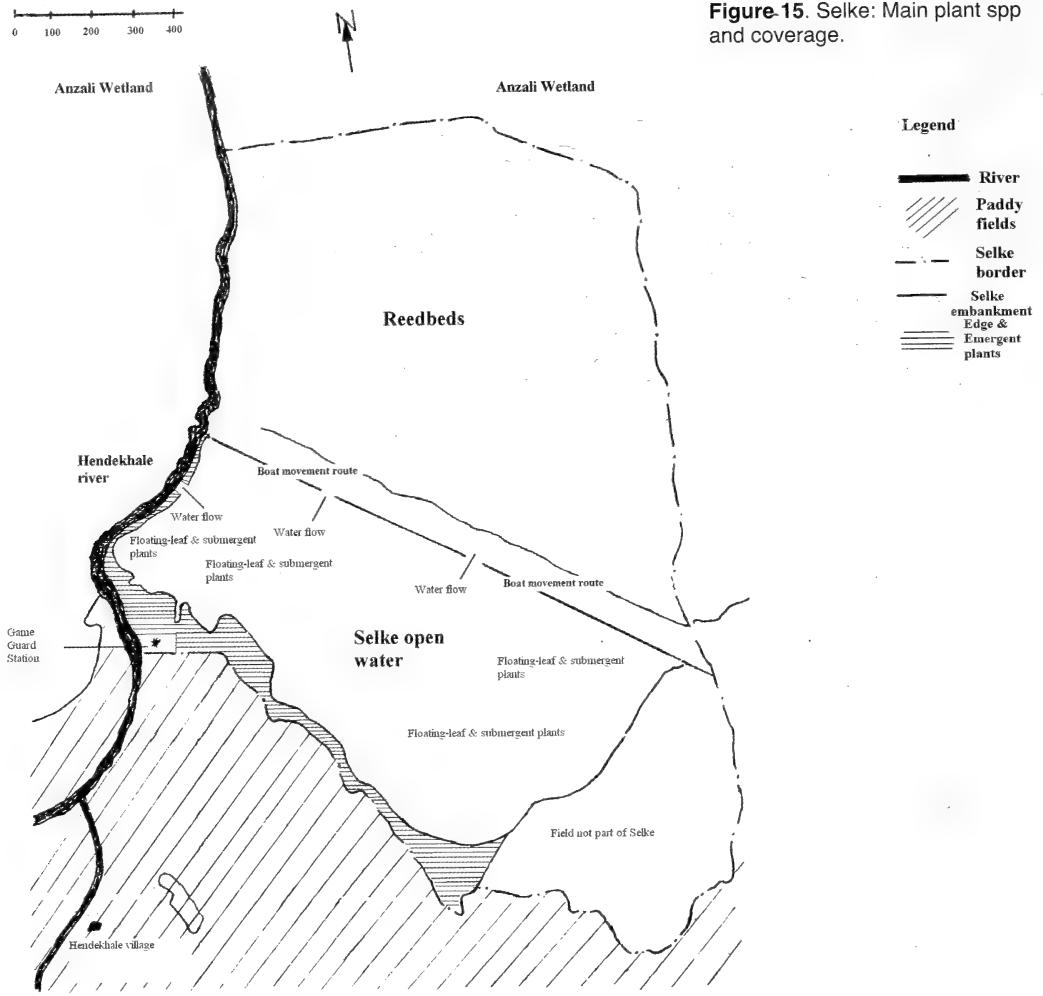 Figure 15. Selke: Main plant spp
and coverage.
0 100 200 300 400
N
Anzali Wetland
Anzali Wetland
Legend
River
Paddy
fields
Selke
border
Selke
embankment
Edge &
Emergent
plants
Reedbeds
Hendekhale
river
Boat movement route
Water flow
Water flow
Floating-leaf & submergent
plants
Floating-leaf & submergent
plants
Water flow
Boat movement route
Game
Guard
Station
Selke open
water
Floating-leaf & submergent
plants
Floating-leaf & submergent plants
Field not part of Selke
Hendekhale village